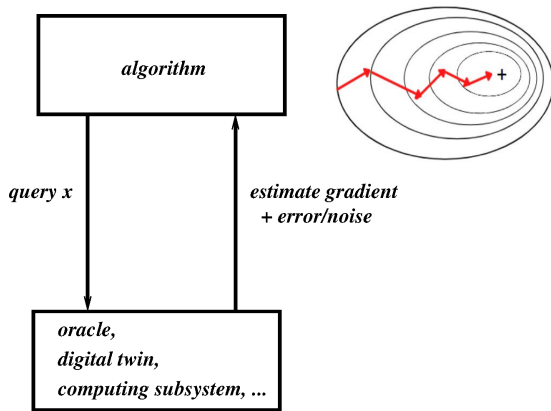 algorithm
query x
estimate gradient
+ error/noise
oracle,
digital twin,
computing subsystem, ...
+